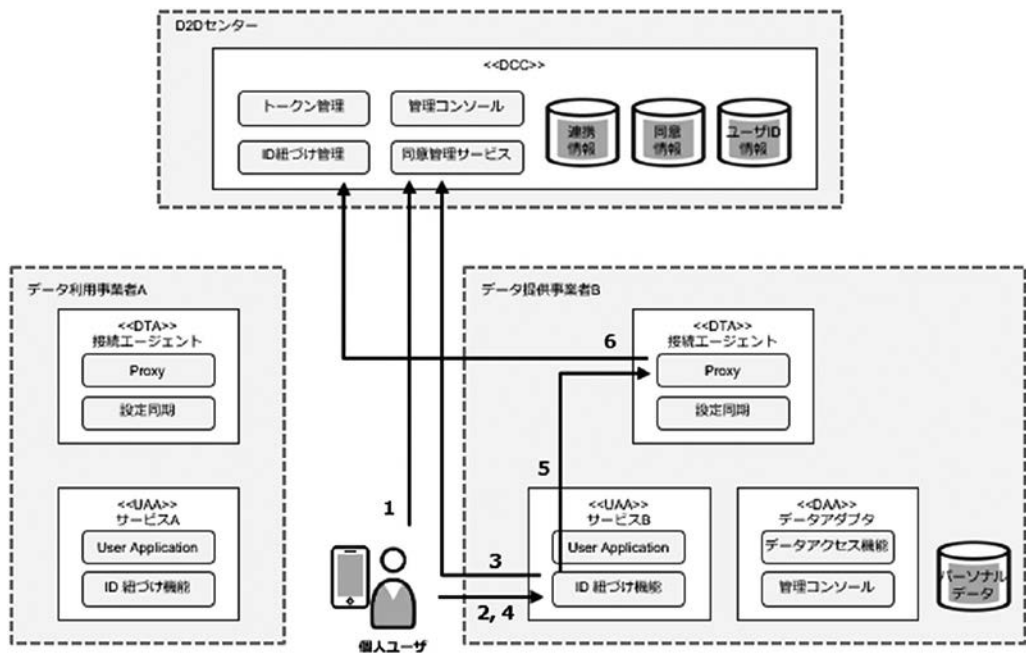 D2Dセンター
<<DCC>>
トークン管理
管理コンソール
ID紐づけ管理
同意管理サービス
連携
情報
同意
情報
ユーザID
情報
データ利用事業者A
<<DTA>>
接続エージェント
Proxy
設定同期
<<UAA>>
サービスA
User Application
ID 紐づけ機能
データ提供事業者B
<<DTA>>
接続エージェント
Proxy
設定同期
<<UAA>>
サービスB
User Application
ID 紐づけ機能
<<DAA>>
データアダプタ
データアクセス機能
管理コンソール
パーソナル
データ
6
5
1
3
2, 4
個人ユーザ